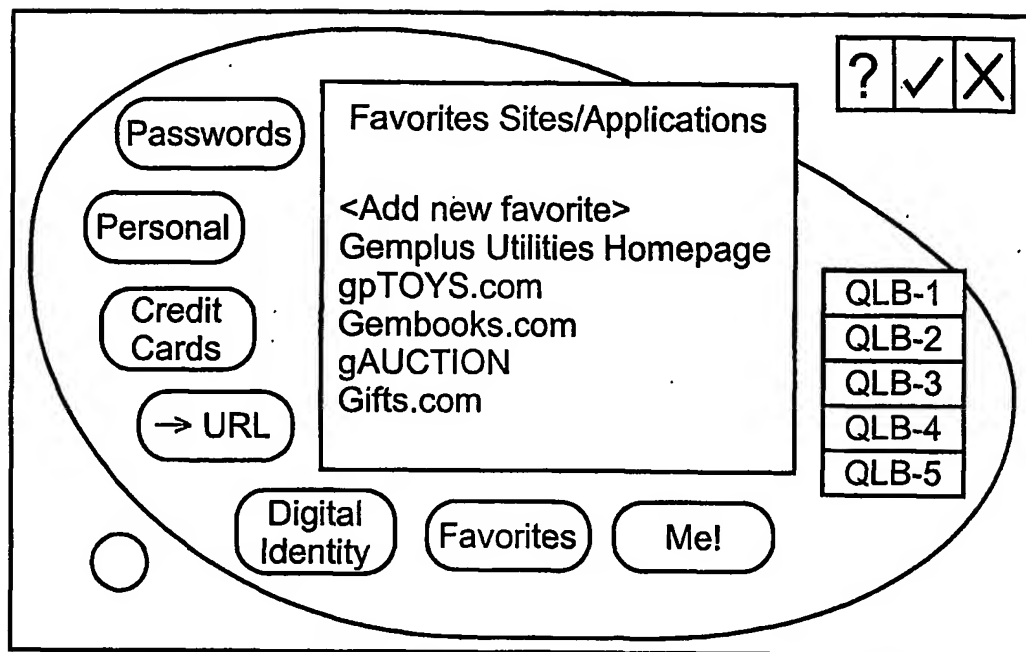 ? ✓ X
Passwords
Personal
Credit
Cards
→ URL
Favorites Sites/Applications
<Add new favorite>
Gemplus Utilities Homepage
gpTOYS.com
Gembooks.com
gAUCTION
Gifts.com
QLB-1
QLB-2
QLB-3
QLB-4
QLB-5
Digital
Identity
Favorites
Me!